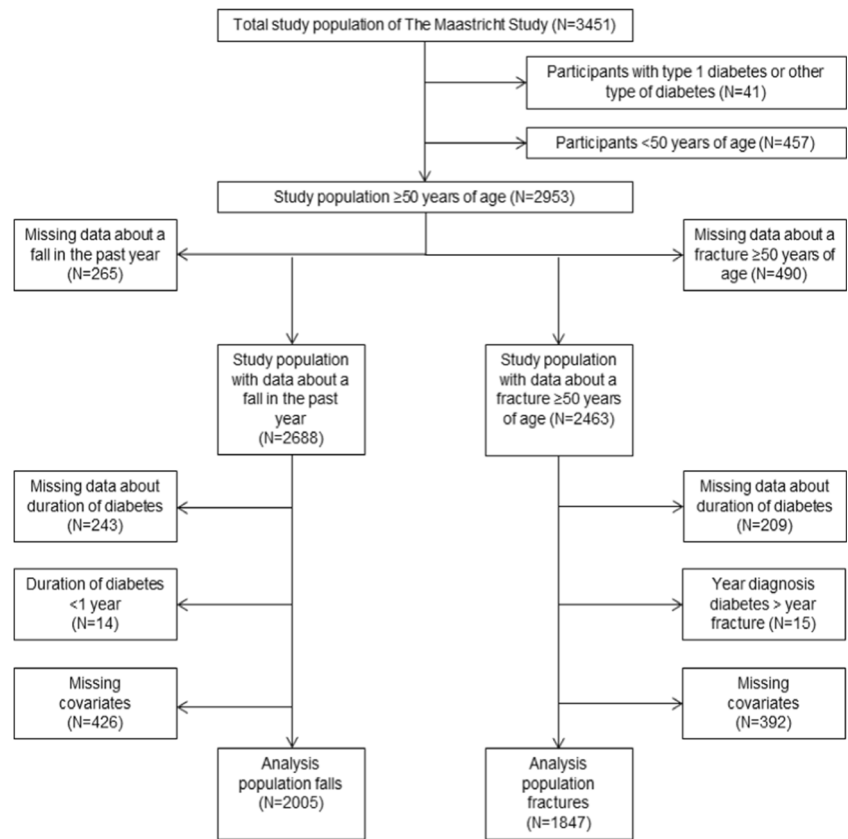 Total study population of The Maastricht Study (N=3451)
Participants with type 1 diabetes or other
type of diabetes (N=41)
Participants <50 years of age (N=457)
Study population ≥50 years of age (N=2953)
Missing data about a
fall in the past year
(N=265)
Missing data about a
fracture ≥50 years of
age (N=490)
Study population
with data about a
fall in the past
year
(N=2688)
Study population
with data about a
fracture ≥50 years
of age (N=2463)
Missing data about
duration of diabetes
(N=243)
Missing data about
duration of diabetes
(N=209)
Duration of diabetes
<1 year
(N=14)
Year diagnosis
diabetes > year
fracture (N=15)
Missing
covariates
(N=426)
Missing
covariates
(N=392)
Analysis
population falls
(N=2005)
Analysis
population
fractures
(N=1847)